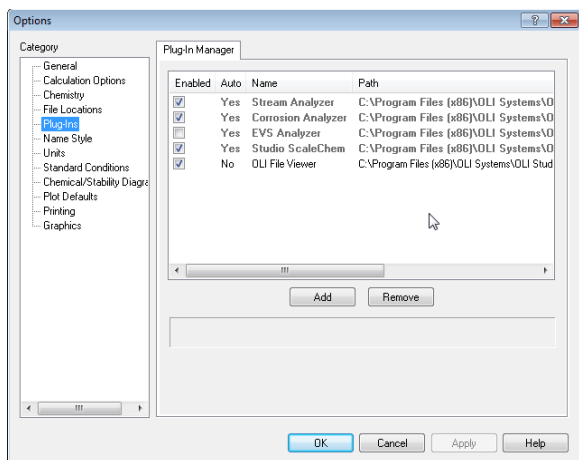 Options
Category
General
Calculation Options
Chemistry
File Locations
Plug-Ins
Name Style
Units
Standard Conditions
Chemical/Stability Diagra
Plot Defaults
Printing
Graphics
Plug-In Manager
Enabled Auto Name Path
Yes Stream Analyzer C:\Program Files (x86)\OLI Systems\O
Yes Corrosion Analyzer C:\Program Files (x86)\OLI Systems\O
Yes EVS Analyzer C:\Program Files (x86)\OLI Systems\O
Yes Studio ScaleChem C:\Program Files (x86)\OLI Systems\O
No OLI File Viewer C:\Program Files (x86)\OLI Systems\OLI Stud
Add Remove
OK Cancel Apply Help